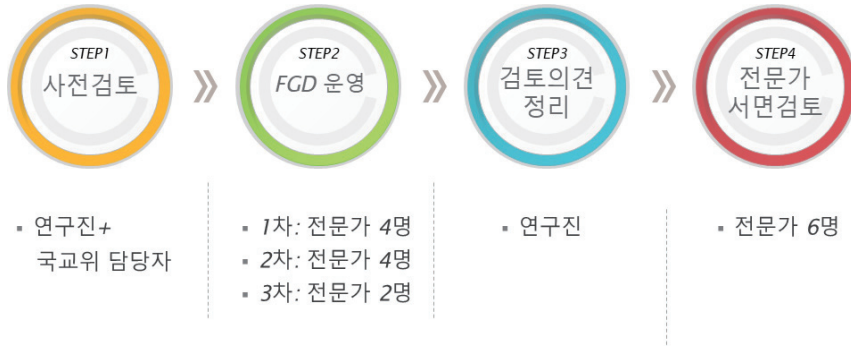 STEP1
사전검토
STEP2
FGD 운영
STEP3
검토의견
정리
STEP4
전문가
서면검토
▪ 연구진+
국교위 담당자
▪ 1차: 전문가 4명
▪ 2차: 전문가 4명
▪ 3차: 전문가 2명
▪ 연구진
▪ 전문가 6명